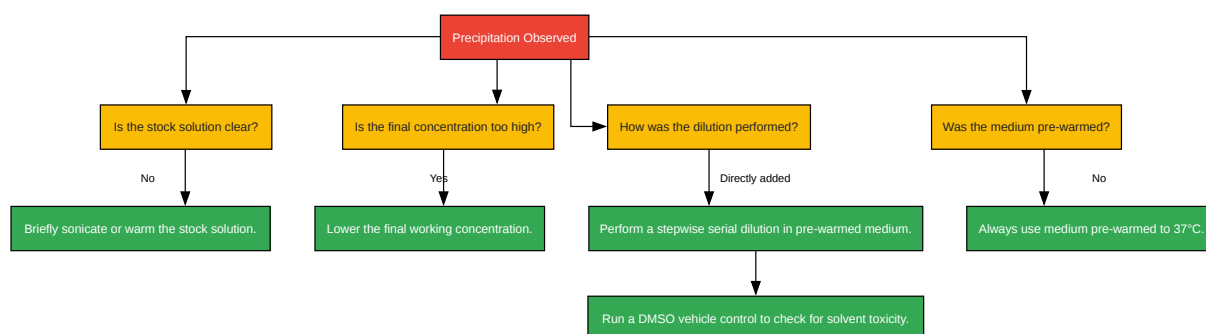 Precipitation Observed
Is the stock solution clear?
Is the final concentration too high?
How was the dilution performed?
Was the medium pre-warmed?
No
Yes
Directly added
No
Briefly sonicate or warm the stock solution.
Lower the final working concentration.
Perform a stepwise serial dilution in pre-warmed medium.
Always use medium pre-warmed to 37°C.
Run a DMSO vehicle control to check for solvent toxicity.